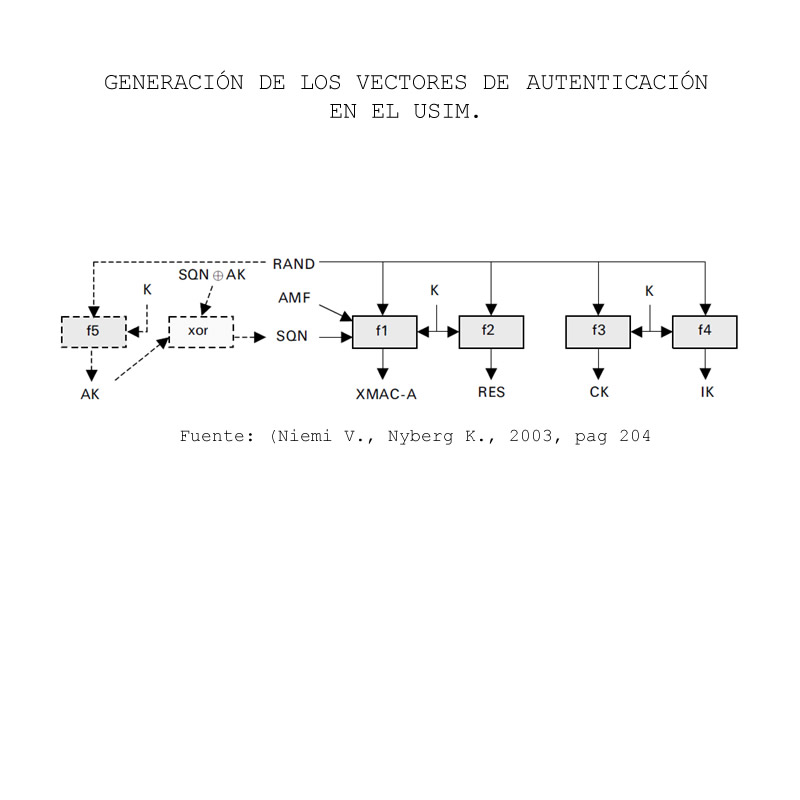 GENERACIÓN DE LOS VECTORES DE AUTENTICACIÓN
EN EL USIM.
RAND
SQN ⊕ AK
K
AMF
K
K
f5
xor
SQN
f1
f2
f3
f4
AK
XMAC-A
RES
CK
IK
Fuente: (Niemi V., Nyberg K., 2003, pag 204